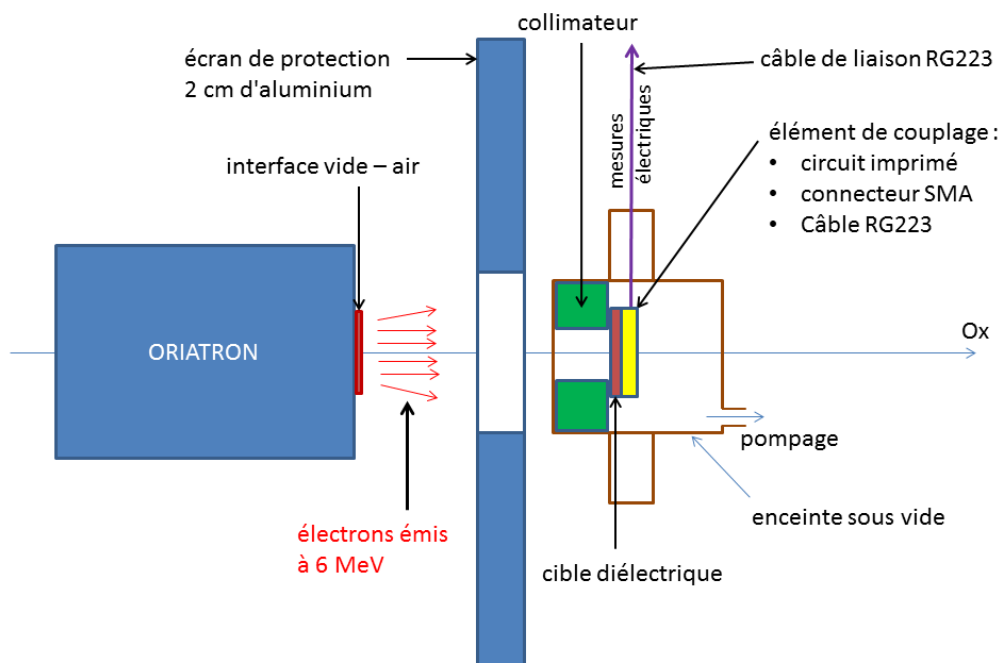 collimateur
écran de protection
2 cm d'aluminium
câble de liaison RG223
mesures
électriques
élément de couplage :
• circuit imprimé
• connecteur SMA
• Câble RG223
interface vide – air
ORIATRON
Ox
pompage
électrons émis
à 6 MeV
enceinte sous vide
cible diélectrique